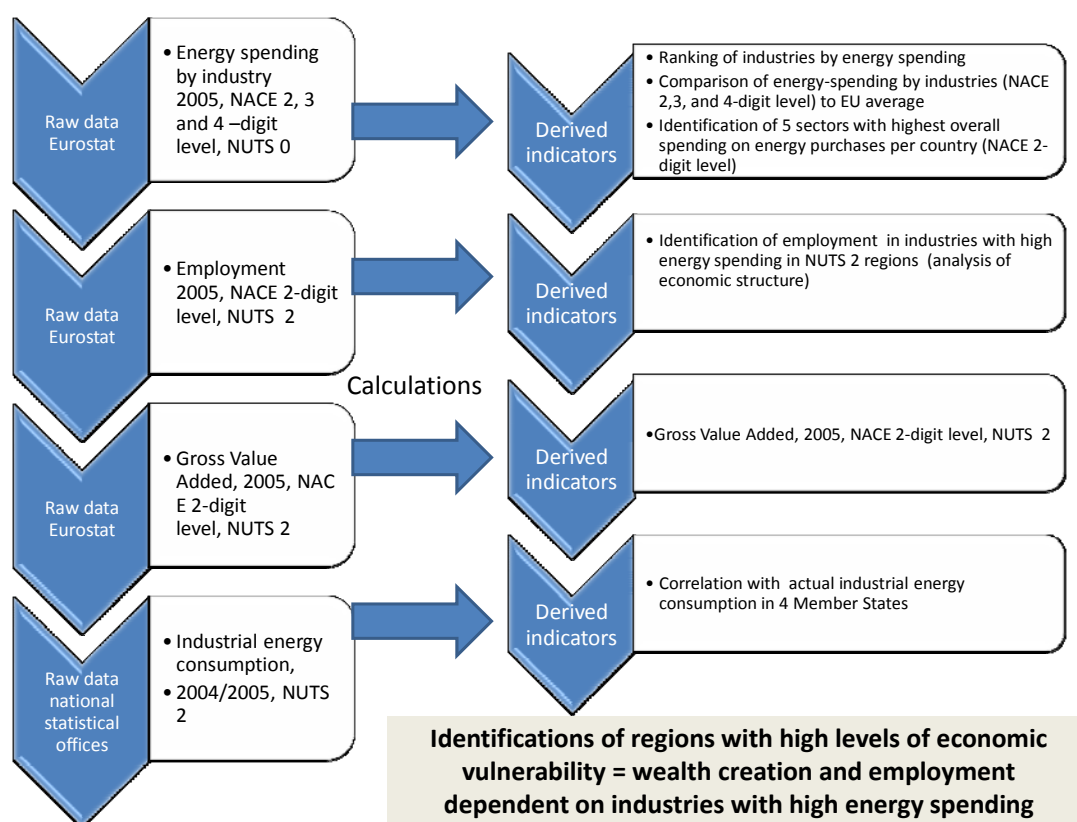 Raw data
Eurostat
• Energy spending
by industry
2005, NACE 2, 3
and 4 –digit
level, NUTS 0
Derived
indicators
• Ranking of industries by energy spending
• Comparison of energy-spending by industries (NACE
2,3, and 4-digit level) to EU average
• Identification of 5 sectors with highest overall
spending on energy purchases per country (NACE 2-
digit level)
Raw data
Eurostat
• Employment
2005, NACE 2-digit
level, NUTS 2
Derived
indicators
• Identification of employment in industries with high
energy spending in NUTS 2 regions (analysis of
economic structure)
Calculations
Raw data
Eurostat
• Gross Value
Added, 2005, NAC
E 2-digit
level, NUTS 2
Derived
indicators
•Gross Value Added, 2005, NACE 2-digit level, NUTS 2
Raw data
national
statistical
offices
• Industrial energy
consumption,
• 2004/2005, NUTS
2
Derived
indicators
• Correlation with actual industrial energy
consumption in 4 Member States
Identifications of regions with high levels of economic
vulnerability = wealth creation and employment
dependent on industries with high energy spending